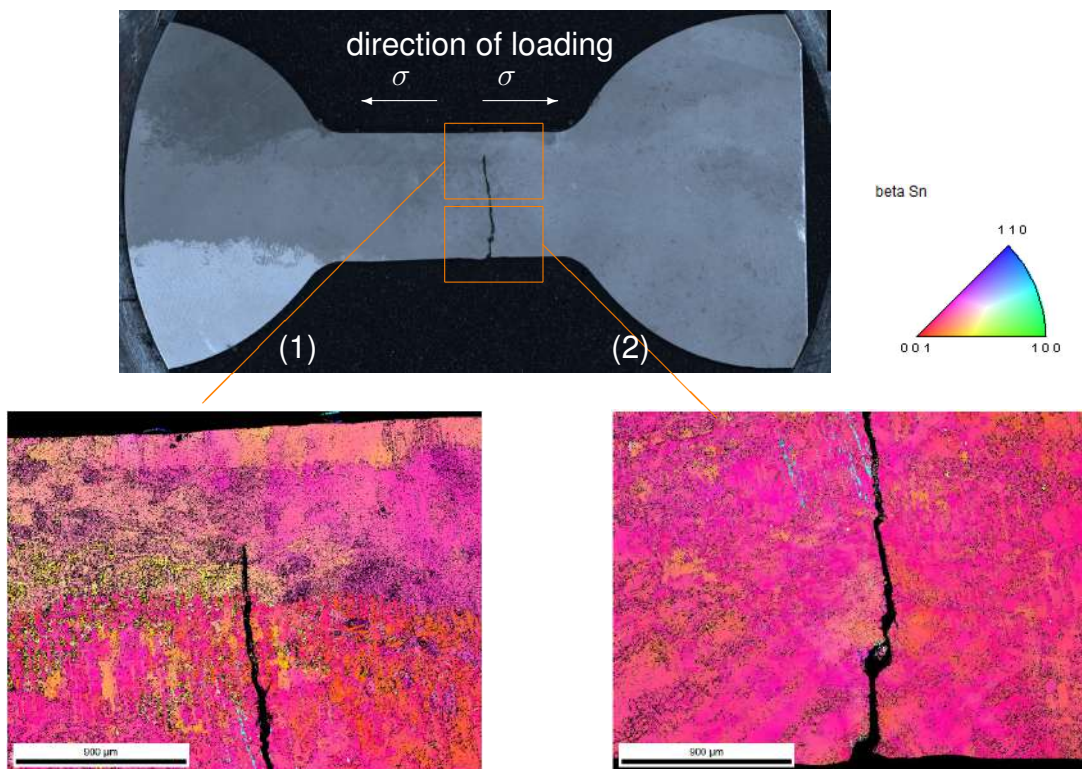 direction of loading
σ σ
beta Sn
1 1 0
0 0 1 1 0 0
(1) (2)
900 µm 900 µm